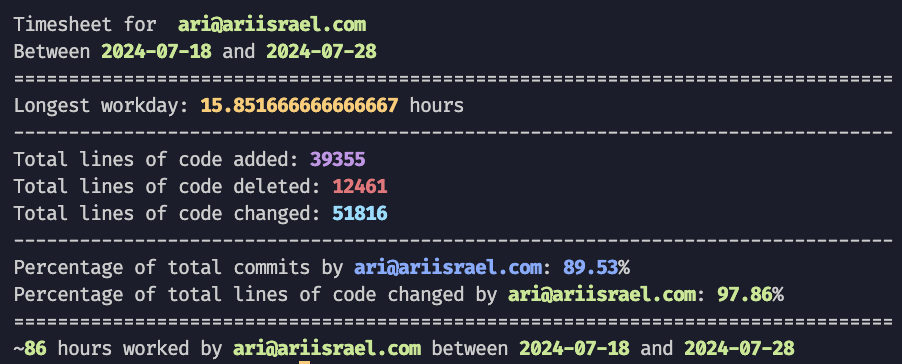 Timesheet for  ari@ariisrael.com
Between 2024-07-18 and 2024-07-28
================================================================================
Longest workday: 15.851666666666667 hours
--------------------------------------------------------------------------------
Total lines of code added: 39355
Total lines of code deleted: 12461
Total lines of code changed: 51816
--------------------------------------------------------------------------------
Percentage of total commits by ari@ariisrael.com: 89.53%
Percentage of total lines of code changed by ari@ariisrael.com: 97.86%
================================================================================
~86 hours worked by ari@ariisrael.com between 2024-07-18 and 2024-07-28